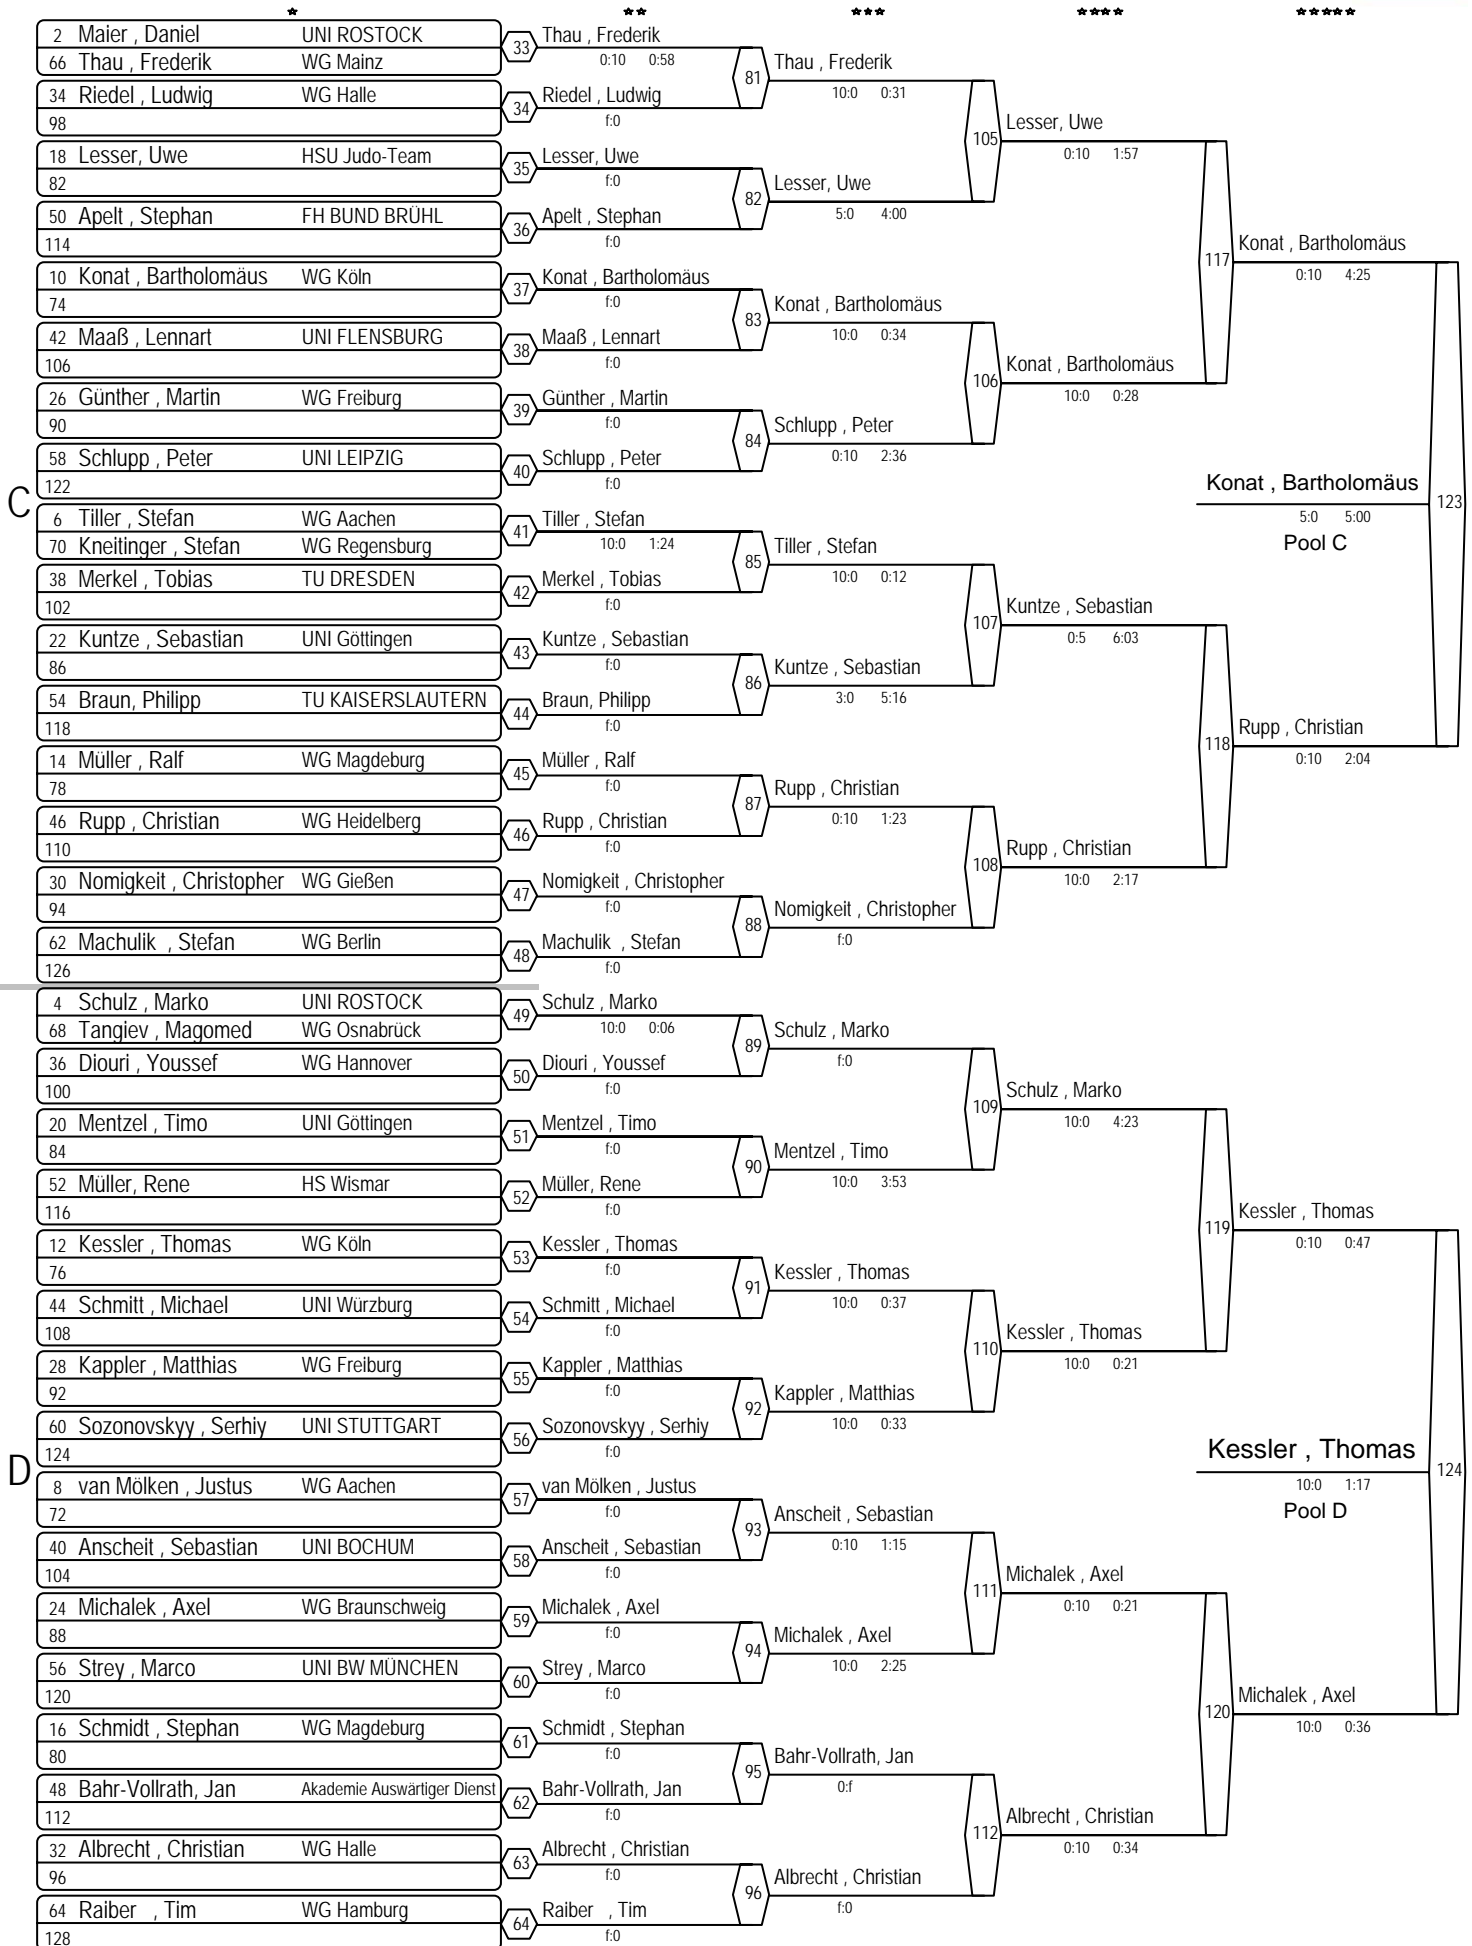 * ** *** **** *****
2 Maier , Daniel UNI ROSTOCK
66 Thau , Frederik WG Mainz
33 Thau , Frederik
0:10 0:58
34 Riedel , Ludwig WG Halle
98
34 Riedel , Ludwig
f:0
81 Thau , Frederik
10:0 0:31
18 Lesser, Uwe HSU Judo-Team
82
35 Lesser, Uwe
f:0
50 Apelt , Stephan FH BUND BRÜHL
114
36 Apelt , Stephan
f:0
82 Lesser, Uwe
5:0 4:00
105 Lesser, Uwe
0:10 1:57
10 Konat , Bartholomäus WG Köln
74
37 Konat , Bartholomäus
f:0
42 Maaß , Lennart UNI FLENSBURG
106
38 Maaß , Lennart
f:0
83 Konat , Bartholomäus
10:0 0:34
26 Günther , Martin WG Freiburg
90
39 Günther , Martin
f:0
58 Schlupp , Peter UNI LEIPZIG
122
40 Schlupp , Peter
f:0
84 Schlupp , Peter
0:10 2:36
106 Konat , Bartholomäus
10:0 0:28
117 Konat , Bartholomäus
0:10 4:25
C
6 Tiller , Stefan WG Aachen
70 Kneitinger , Stefan WG Regensburg
41 Tiller , Stefan
10:0 1:24
38 Merkel , Tobias TU DRESDEN
102
42 Merkel , Tobias
f:0
85 Tiller , Stefan
10:0 0:12
22 Kuntze , Sebastian UNI Göttingen
86
43 Kuntze , Sebastian
f:0
54 Braun, Philipp TU KAISERSLAUTERN
118
44 Braun, Philipp
f:0
86 Kuntze , Sebastian
3:0 5:16
107 Kuntze , Sebastian
0:5 6:03
14 Müller , Ralf WG Magdeburg
78
45 Müller , Ralf
f:0
46 Rupp , Christian WG Heidelberg
110
46 Rupp , Christian
f:0
87 Rupp , Christian
0:10 1:23
30 Nomigkeit , Christopher WG Gießen
94
47 Nomigkeit , Christopher
f:0
62 Machulik , Stefan WG Berlin
126
48 Machulik , Stefan
f:0
88 Nomigkeit , Christopher
f:0
108 Rupp , Christian
10:0 2:17
118 Rupp , Christian
0:10 2:04
Konat , Bartholomäus 123
5:0 5:00
Pool C
4 Schulz , Marko UNI ROSTOCK
68 Tangiev , Magomed WG Osnabrück
49 Schulz , Marko
10:0 0:06
36 Diouri , Youssef WG Hannover
100
50 Diouri , Youssef
f:0
89 Schulz , Marko
f:0
20 Mentzel , Timo UNI Göttingen
84
51 Mentzel , Timo
f:0
52 Müller, Rene HS Wismar
116
52 Müller, Rene
f:0
90 Mentzel , Timo
10:0 3:53
109 Schulz , Marko
10:0 4:23
12 Kessler , Thomas WG Köln
76
53 Kessler , Thomas
f:0
44 Schmitt , Michael UNI Würzburg
108
54 Schmitt , Michael
f:0
91 Kessler , Thomas
10:0 0:37
28 Kappler , Matthias WG Freiburg
92
55 Kappler , Matthias
f:0
60 Sozonovskyy , Serhiy UNI STUTTGART
124
56 Sozonovskyy , Serhiy
f:0
92 Kappler , Matthias
10:0 0:33
110 Kessler , Thomas
10:0 0:21
119 Kessler , Thomas
0:10 0:47
D
8 van Mölken , Justus WG Aachen
72
57 van Mölken , Justus
f:0
40 Anscheit , Sebastian UNI BOCHUM
104
58 Anscheit , Sebastian
f:0
93 Anscheit , Sebastian
0:10 1:15
24 Michalek , Axel WG Braunschweig
88
59 Michalek , Axel
f:0
56 Strey , Marco UNI BW MÜNCHEN
120
60 Strey , Marco
f:0
94 Michalek , Axel
10:0 2:25
111 Michalek , Axel
0:10 0:21
16 Schmidt , Stephan WG Magdeburg
80
61 Schmidt , Stephan
f:0
48 Bahr-Vollrath, Jan Akademie Auswärtiger Dienst
112
62 Bahr-Vollrath, Jan
f:0
95 Bahr-Vollrath, Jan
0:f
32 Albrecht , Christian WG Halle
96
63 Albrecht , Christian
f:0
64 Raiber , Tim WG Hamburg
128
64 Raiber , Tim
f:0
96 Albrecht , Christian
f:0
112 Albrecht , Christian
0:10 0:34
120 Michalek , Axel
10:0 0:36
Kessler , Thomas 124
10:0 1:17
Pool D